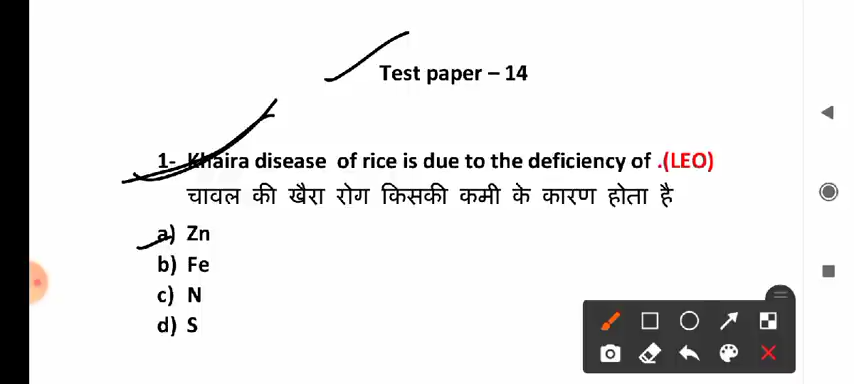 Test paper – 14
1- Khaira disease of rice is due to the deficiency of .(LEO)
चावल की खैरा रोग किसकी कमी के कारण होता है
a) Zn
b) Fe
c) N
d) S